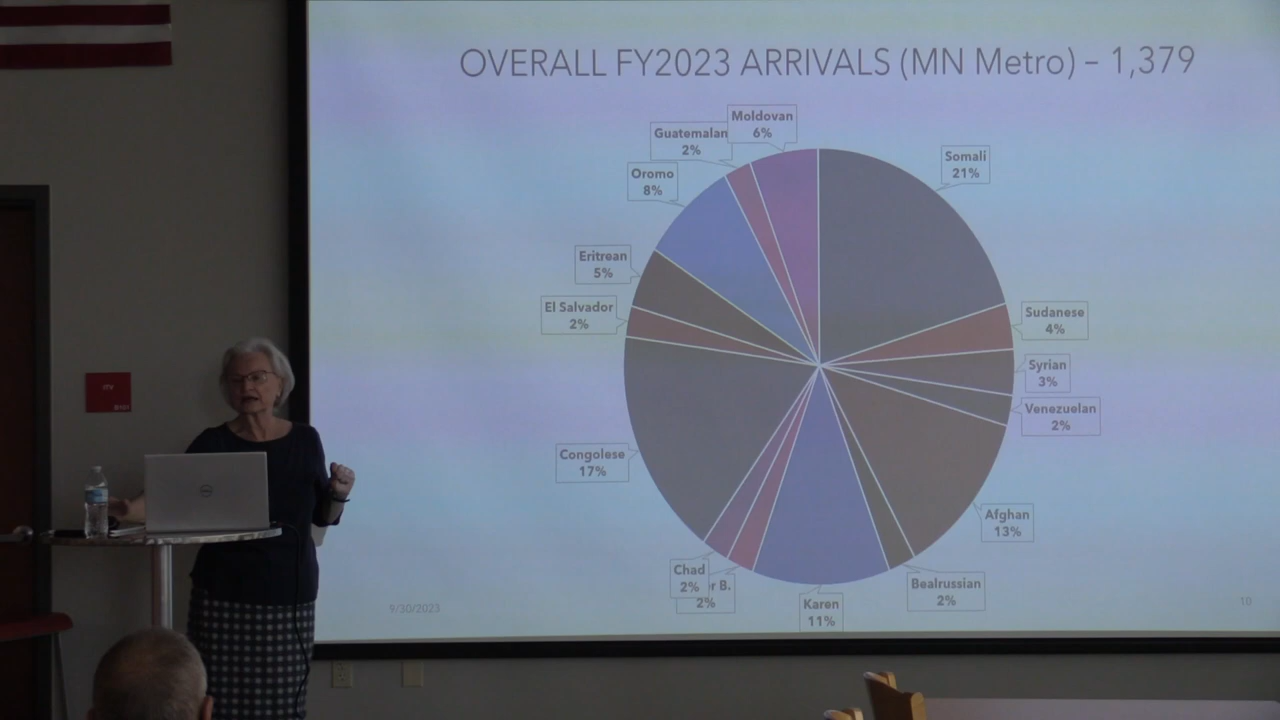 OVERALL FY2023 ARRIVALS (MN Metro) – 1,379
Moldovan
6%
Guatemalan
2%
Somali
21%
Oromo
8%
Eritrean
5%
El Salvador
2%
Sudanese
4%
Syrian
3%
Venezuelan
2%
Congolese
17%
Afghan
13%
Chad
2%
r B.
2%
Karen
11%
Bealrussian
2%
9/30/2023
10
ITV
DELL